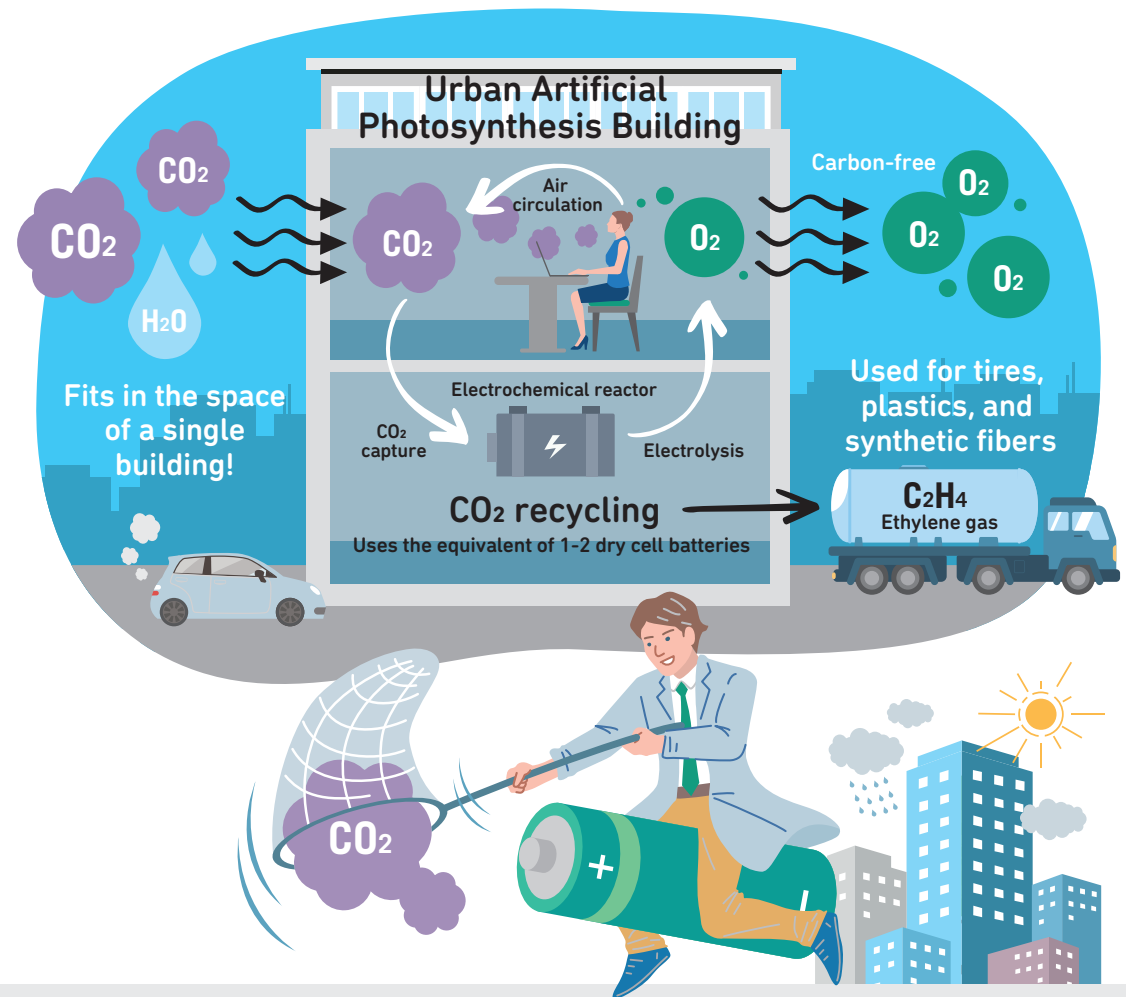 Urban Artificial
Photosynthesis Building
CO2
CO2
H2O
Fits in the space
of a single
building!
CO2
Air
circulation
O2
Carbon-free
O2
O2
O2
Electrochemical reactor
CO2
capture
Electrolysis
CO2 recycling
Uses the equivalent of 1-2 dry cell batteries
Used for tires,
plastics, and
synthetic fibers
C2H4
Ethylene gas
CO2
+